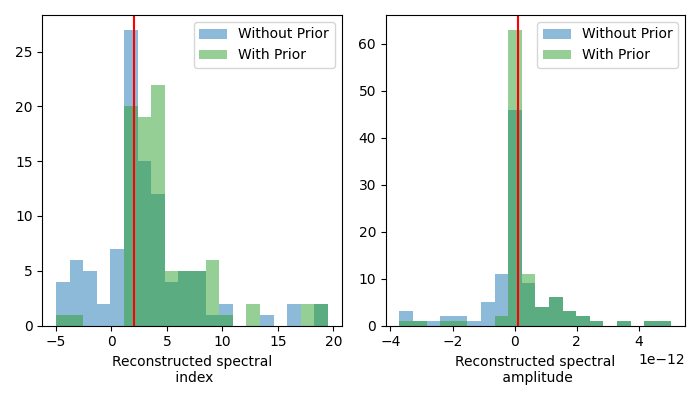 Without Prior
With Prior
25
20
15
10
5
0
−5
0
5
10
15
20
Reconstructed spectral
index
Without Prior
With Prior
60
50
40
30
20
10
0
−4
−2
0
2
4
1e−12
Reconstructed spectral
amplitude